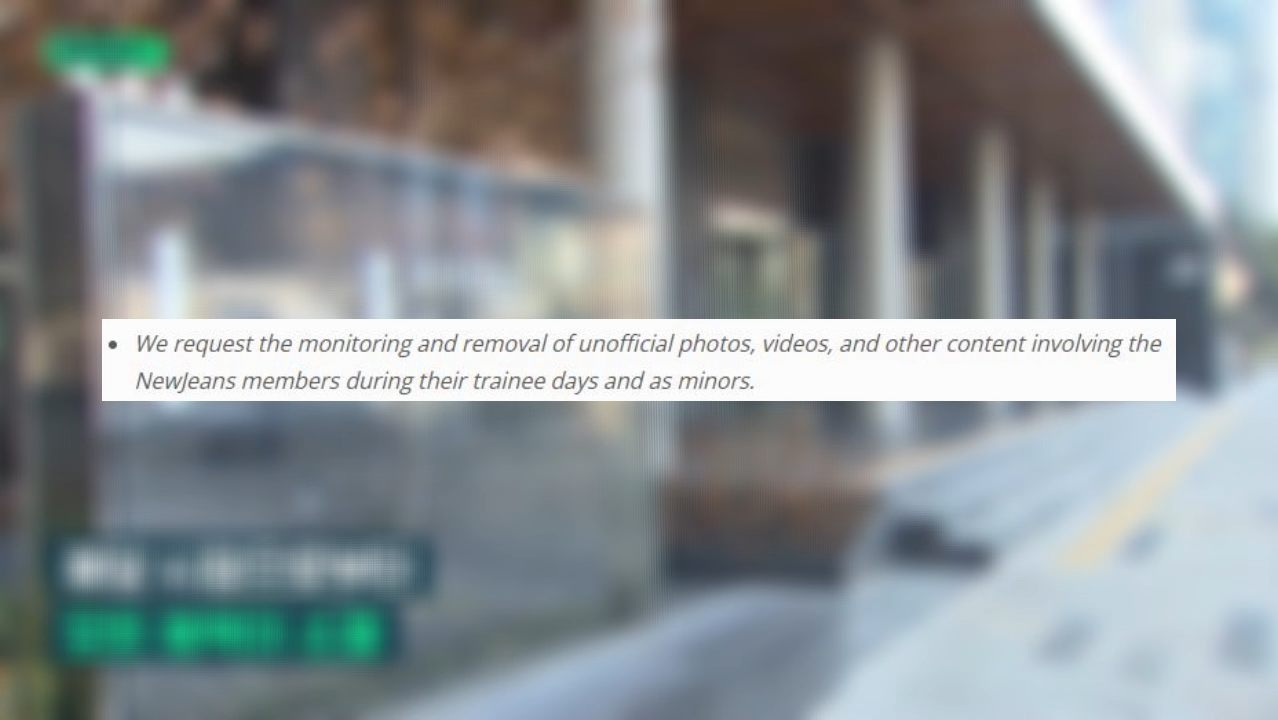 • We request the monitoring and removal of unofficial photos, videos, and other content involving the
NewJeans members during their trainee days and as minors.